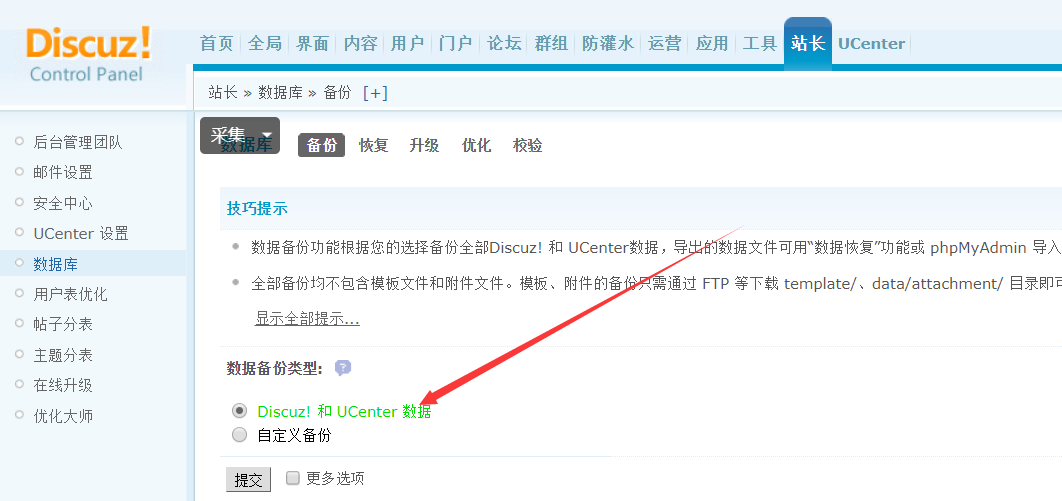 Discuz!
Control Panel
首页 全局 界面 内容 用户 门户 论坛 群组 防灌水 运营 应用 工具 站长 UCenter
站长 » 数据库 » 备份 [+]
后台管理团队
邮件设置
安全中心
UCenter 设置
数据库
用户表优化
帖子分表
主题分表
在线升级
优化大师
采集
数据库 备份 恢复 升级 优化 校验
技巧提示
数据备份功能根据您的选择备份全部Discuz! 和 UCenter数据，导出的数据文件可用“数据恢复”功能或 phpMyAdmin 导入
全部备份均不包含模板文件和附件文件。模板、附件的备份只需通过 FTP 等下载 template/、data/attachment/ 目录即可
显示全部提示...
数据备份类型: ?
Discuz! 和 UCenter 数据
自定义备份
提交 更多选项